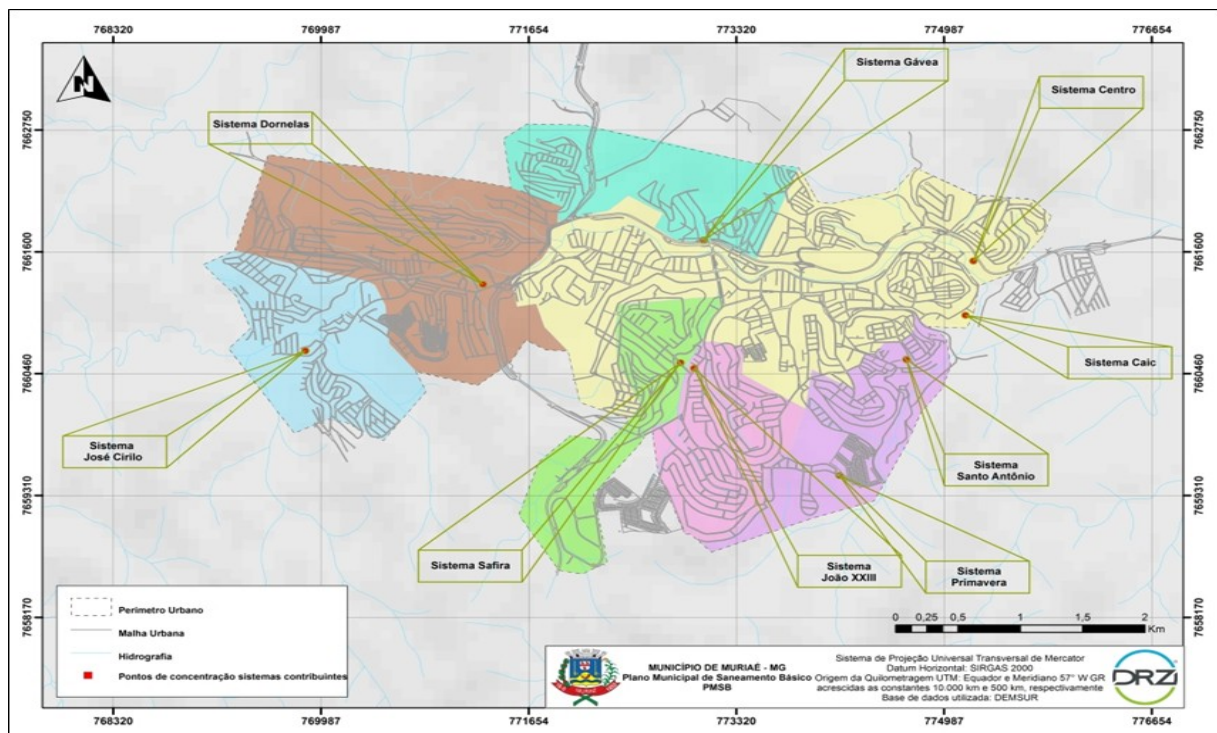 768320 769987 771654 773320 774987 776654
N
Sistema Gávea
Sistema Centro
Sistema Dornelas
7662750 7662750
7661600 7661600
7660460 7660460
Sistema Caic
Sistema
José Cirilo
Sistema
Santo Antônio
7659310 7659310
Sistema Safira
Sistema
João XXIII
Sistema
Primavera
7658170 7658170
Perímetro Urbano
Malha Urbana
Hidrografia
Pontos de concentração sistemas contribuintes
0 0,25 0,5 1 1,5 2
Km
MURIAÉ
MUNICÍPIO DE MURIAÉ - MG
Plano Municipal de Saneamento Básico
PMSB
Sistema de Projeção Universal Transversal de Mercator
Datum Horizontal: SIRGAS 2000
Origem da Quilometragem UTM: Equador e Meridiano 57° W GR
acrescidas as constantes 10.000 km e 500 km, respectivamente
Base de dados utilizada: DEMSUR
DRZ
768320 769987 771654 773320 774987 776654